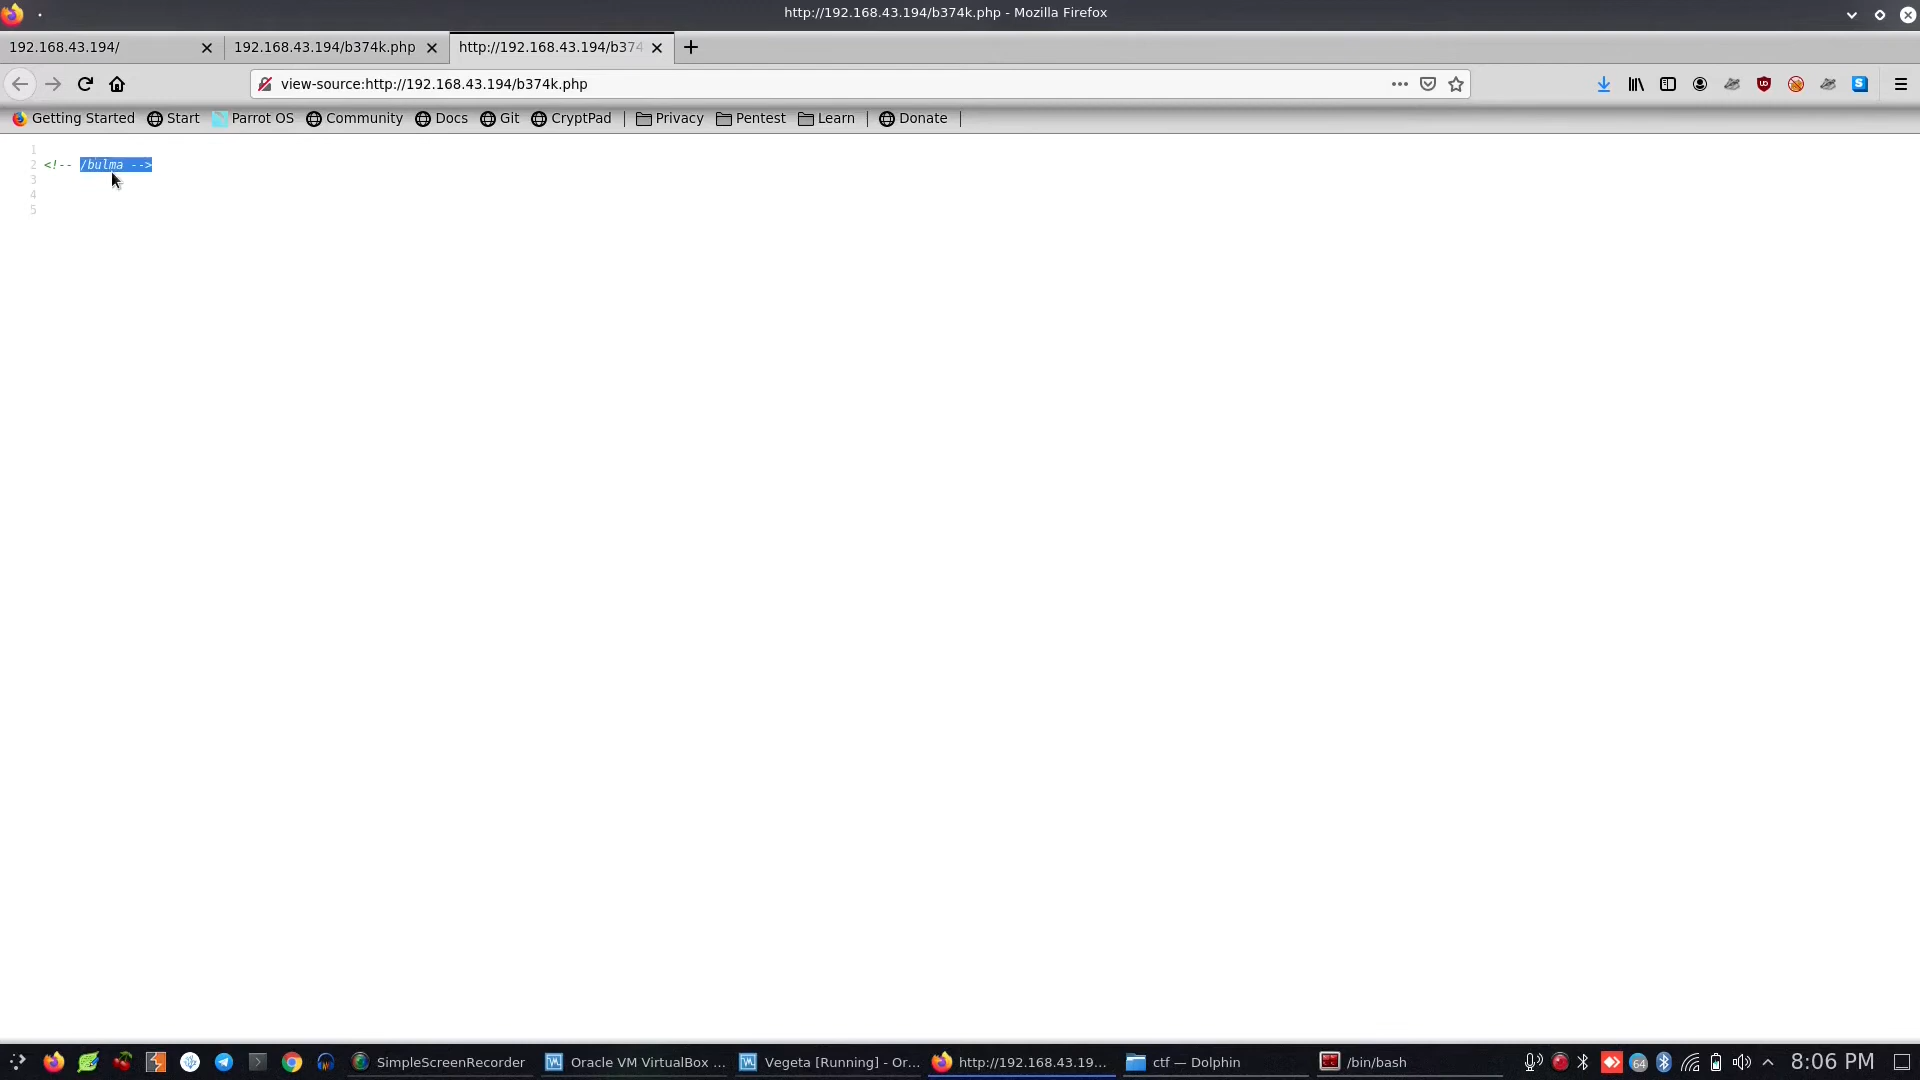 http://192.168.43.194/b374k.php - Mozilla Firefox
192.168.43.194/
192.168.43.194/b374k.php
http://192.168.43.194/b374
view-source:http://192.168.43.194/b374k.php
Getting Started
Start
Parrot OS
Community
Docs
Git
CryptPad
Privacy
Pentest
Learn
Donate
1
2 <!-- /bulma -->
3
4
5
SimpleScreenRecorder
Oracle VM VirtualBox ...
Vegeta [Running] - Or...
http://192.168.43.19...
ctf — Dolphin
/bin/bash
64
8:06 PM